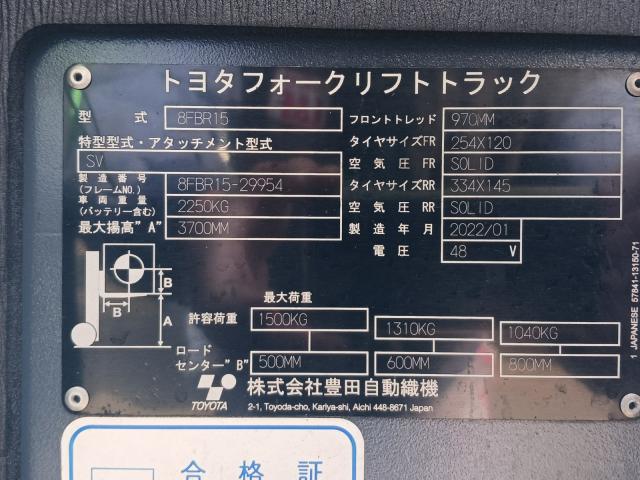 トヨタフォークリフトトラック
型 式 8FBR15
特型型式・アタッチメント型式
SV
製造番号 (フレームNO.) 8FBR15-29954
車両重量 (バッテリー含む) 2250KG
最大揚高"A" 3700MM
フロントトレッド 970MM
タイヤサイズFR 254X120
空気圧 FR SOLID
タイヤサイズRR 334X145
空気圧 RR SOLID
製造年月 2022/01
電圧 48 V
B
B
A
最大荷重
許容荷重 1500KG 1310KG 1040KG
ロード
センター"B" 500MM 600MM 800MM
TOYOTA
株式会社豊田自動織機
2-1, Toyoda-cho, Kariya-shi, Aichi 448-8671 Japan
1 JAPANESE 57841-13150-71
合格証